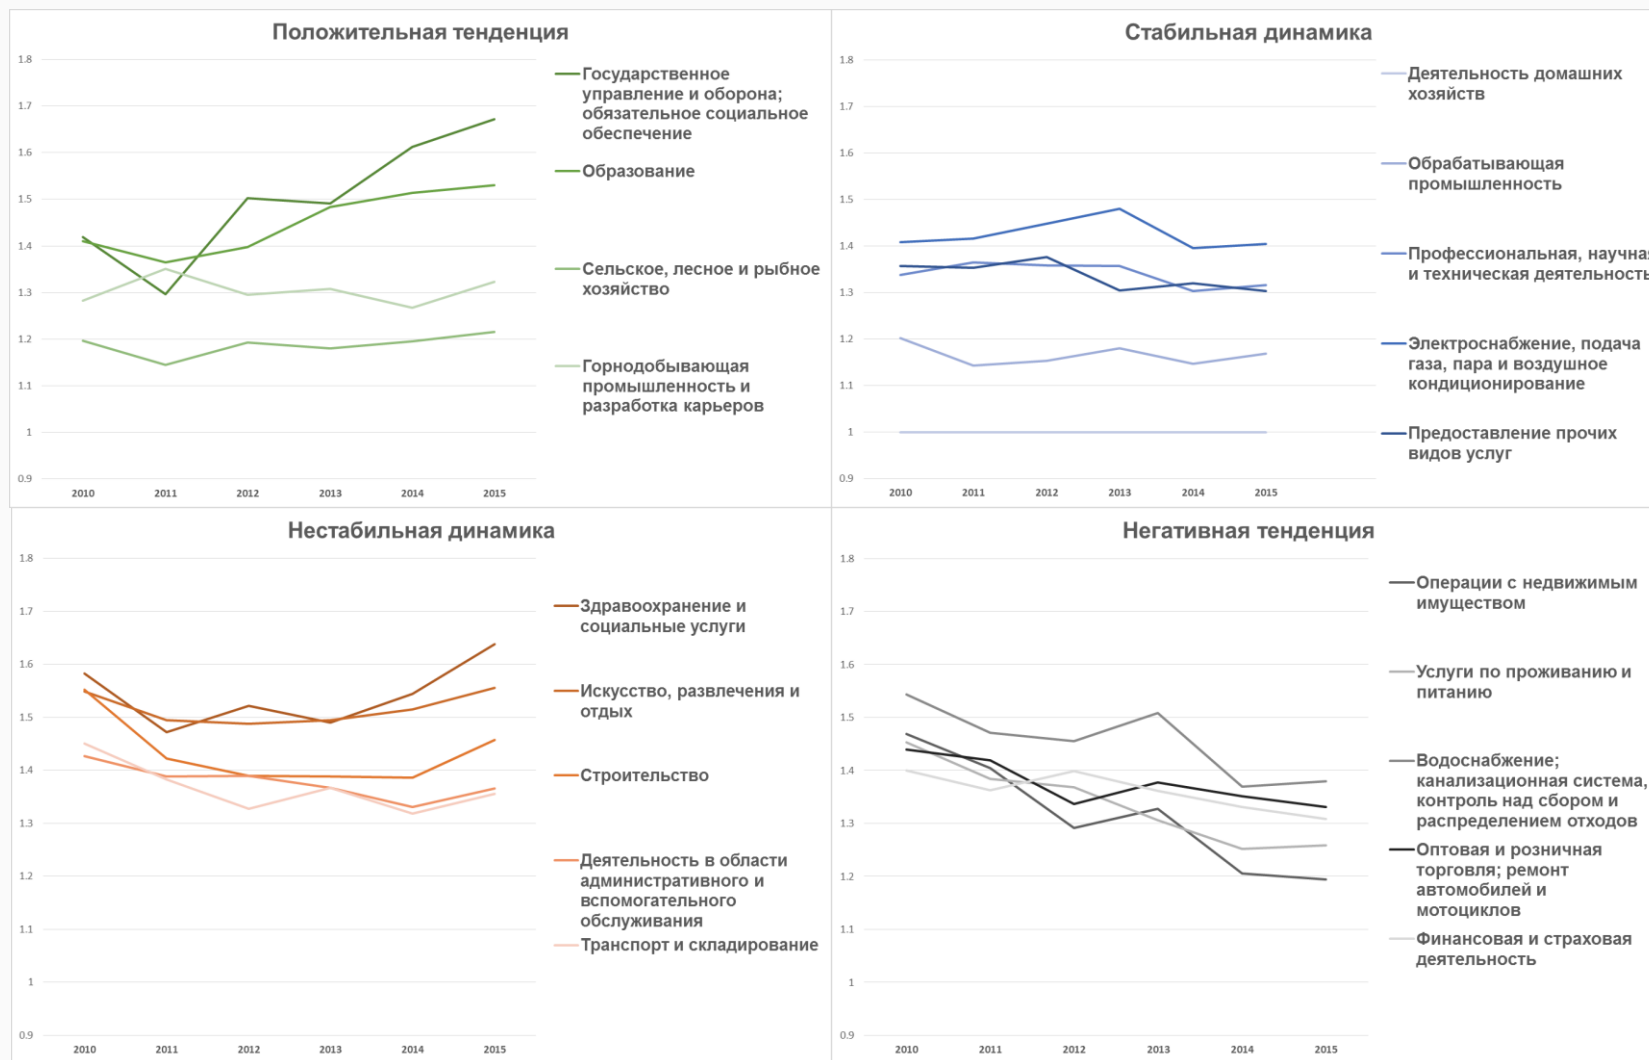 Положительная тенденция
1.8
1.7
1.6
1.5
1.4
1.3
1.2
1.1
1
0.9
2010 2011 2012 2013 2014 2015
Государственное
управление и оборона;
обязательное социальное
обеспечение
Образование
Сельское, лесное и рыбное
хозяйство
Горнодобывающая
промышленность и
разработка карьеров
Стабильная динамика
1.8
1.7
1.6
1.5
1.4
1.3
1.2
1.1
1
0.9
2010 2011 2012 2013 2014 2015
Деятельность домашних
хозяйств
Обрабатывающая
промышленность
Профессиональная, научная
и техническая деятельность
Электроснабжение, подача
газа, пара и воздушное
кондиционирование
Предоставление прочих
видов услуг
Нестабильная динамика
1.8
1.7
1.6
1.5
1.4
1.3
1.2
1.1
1
0.9
2010 2011 2012 2013 2014 2015
Здравоохранение и
социальные услуги
Искусство, развлечения и
отдых
Строительство
Деятельность в области
административного и
вспомогательного
обслуживания
Транспорт и складирование
Негативная тенденция
1.8
1.7
1.6
1.5
1.4
1.3
1.2
1.1
1
0.9
2010 2011 2012 2013 2014 2015
Операции с недвижимым
имуществом
Услуги по проживанию и
питанию
Водоснабжение;
канализационная система,
контроль над сбором и
распределением отходов
Оптовая и розничная
торговля; ремонт
автомобилей и
мотоциклов
Финансовая и страховая
деятельность